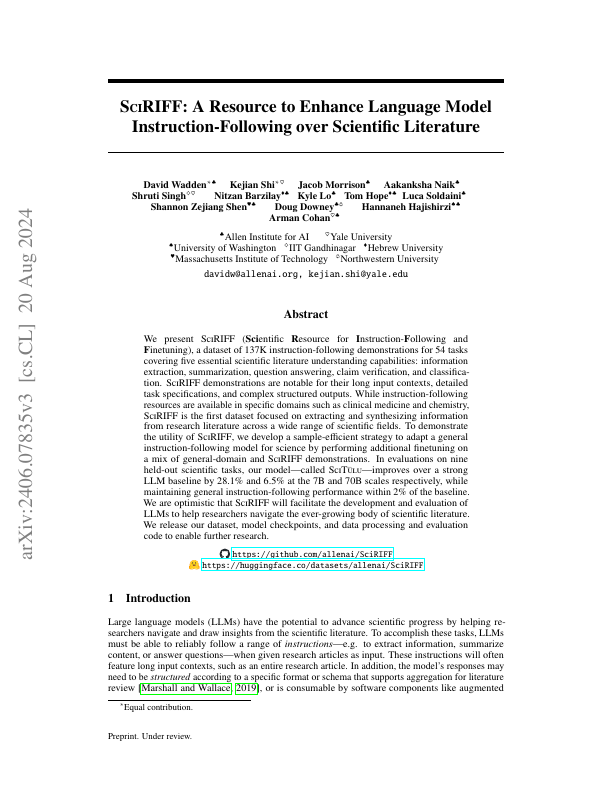 SciRIFF: A Resource to Enhance Language Model
Instruction-Following over Scientific Literature
David Wadden*♠ Kejian Shi*♡ Jacob Morrison♠ Aakanksha Naik♠
Shruti Singh♢♡ Nitzan Barzilay♠♠ Kyle Lo♠ Tom Hope♠♠ Luca Soldaini♠
Shannon Zejiang Shen♥♠ Doug Downey♠ Hannaneh Hajishirzi♠♣
Arman Cohan♡♠
♠Allen Institute for AI ♡Yale University
♣University of Washington ♢IIT Gandhinagar ♦Hebrew University
♥Massachusetts Institute of Technology Northwestern University
davidw@allenai.org, kejian.shi@yale.edu
Abstract
We present SciRIFF (Scientific Resource for Instruction-Following and
Finetuning), a dataset of 137K instruction-following demonstrations for 54 tasks
covering five essential scientific literature understanding capabilities: information
extraction, summarization, question answering, claim verification, and classifica-
tion. SciRIFF demonstrations are notable for their long input contexts, detailed
task specifications, and complex structured outputs. While instruction-following
resources are available in specific domains such as clinical medicine and chemistry,
SciRIFF is the first dataset focused on extracting and synthesizing information
from research literature across a wide range of scientific fields. To demonstrate
the utility of SciRIFF, we develop a sample-efficient strategy to adapt a general
instruction-following model for science by performing additional finetuning on
a mix of general-domain and SciRIFF demonstrations. In evaluations on nine
held-out scientific tasks, our model—called SciTülu—improves over a strong
LLM baseline by 28.1% and 6.5% at the 7B and 70B scales respectively, while
maintaining general instruction-following performance within 2% of the baseline.
We are optimistic that SciRIFF will facilitate the development and evaluation of
LLMs to help researchers navigate the ever-growing body of scientific literature.
We release our dataset, model checkpoints, and data processing and evaluation
code to enable further research.
https://github.com/allenai/SciRIFF
https://huggingface.co/datasets/allenai/SciRIFF
1 Introduction
Large language models (LLMs) have the potential to advance scientific progress by helping re-
searchers navigate and draw insights from the scientific literature. To accomplish these tasks, LLMs
must be able to reliably follow a range of instructions—e.g. to extract information, summarize
content, or answer questions—when given research articles as input. These instructions will often
feature long input contexts, such as an entire research article. In addition, the model's responses may
need to be structured according to a specific format or schema that supports aggregation for literature
review [Marshall and Wallace, 2019], or is consumable by software components like augmented
*Equal contribution.
Preprint. Under review.
arXiv:2406.07835v3 [cs.CL] 20 Aug 2024